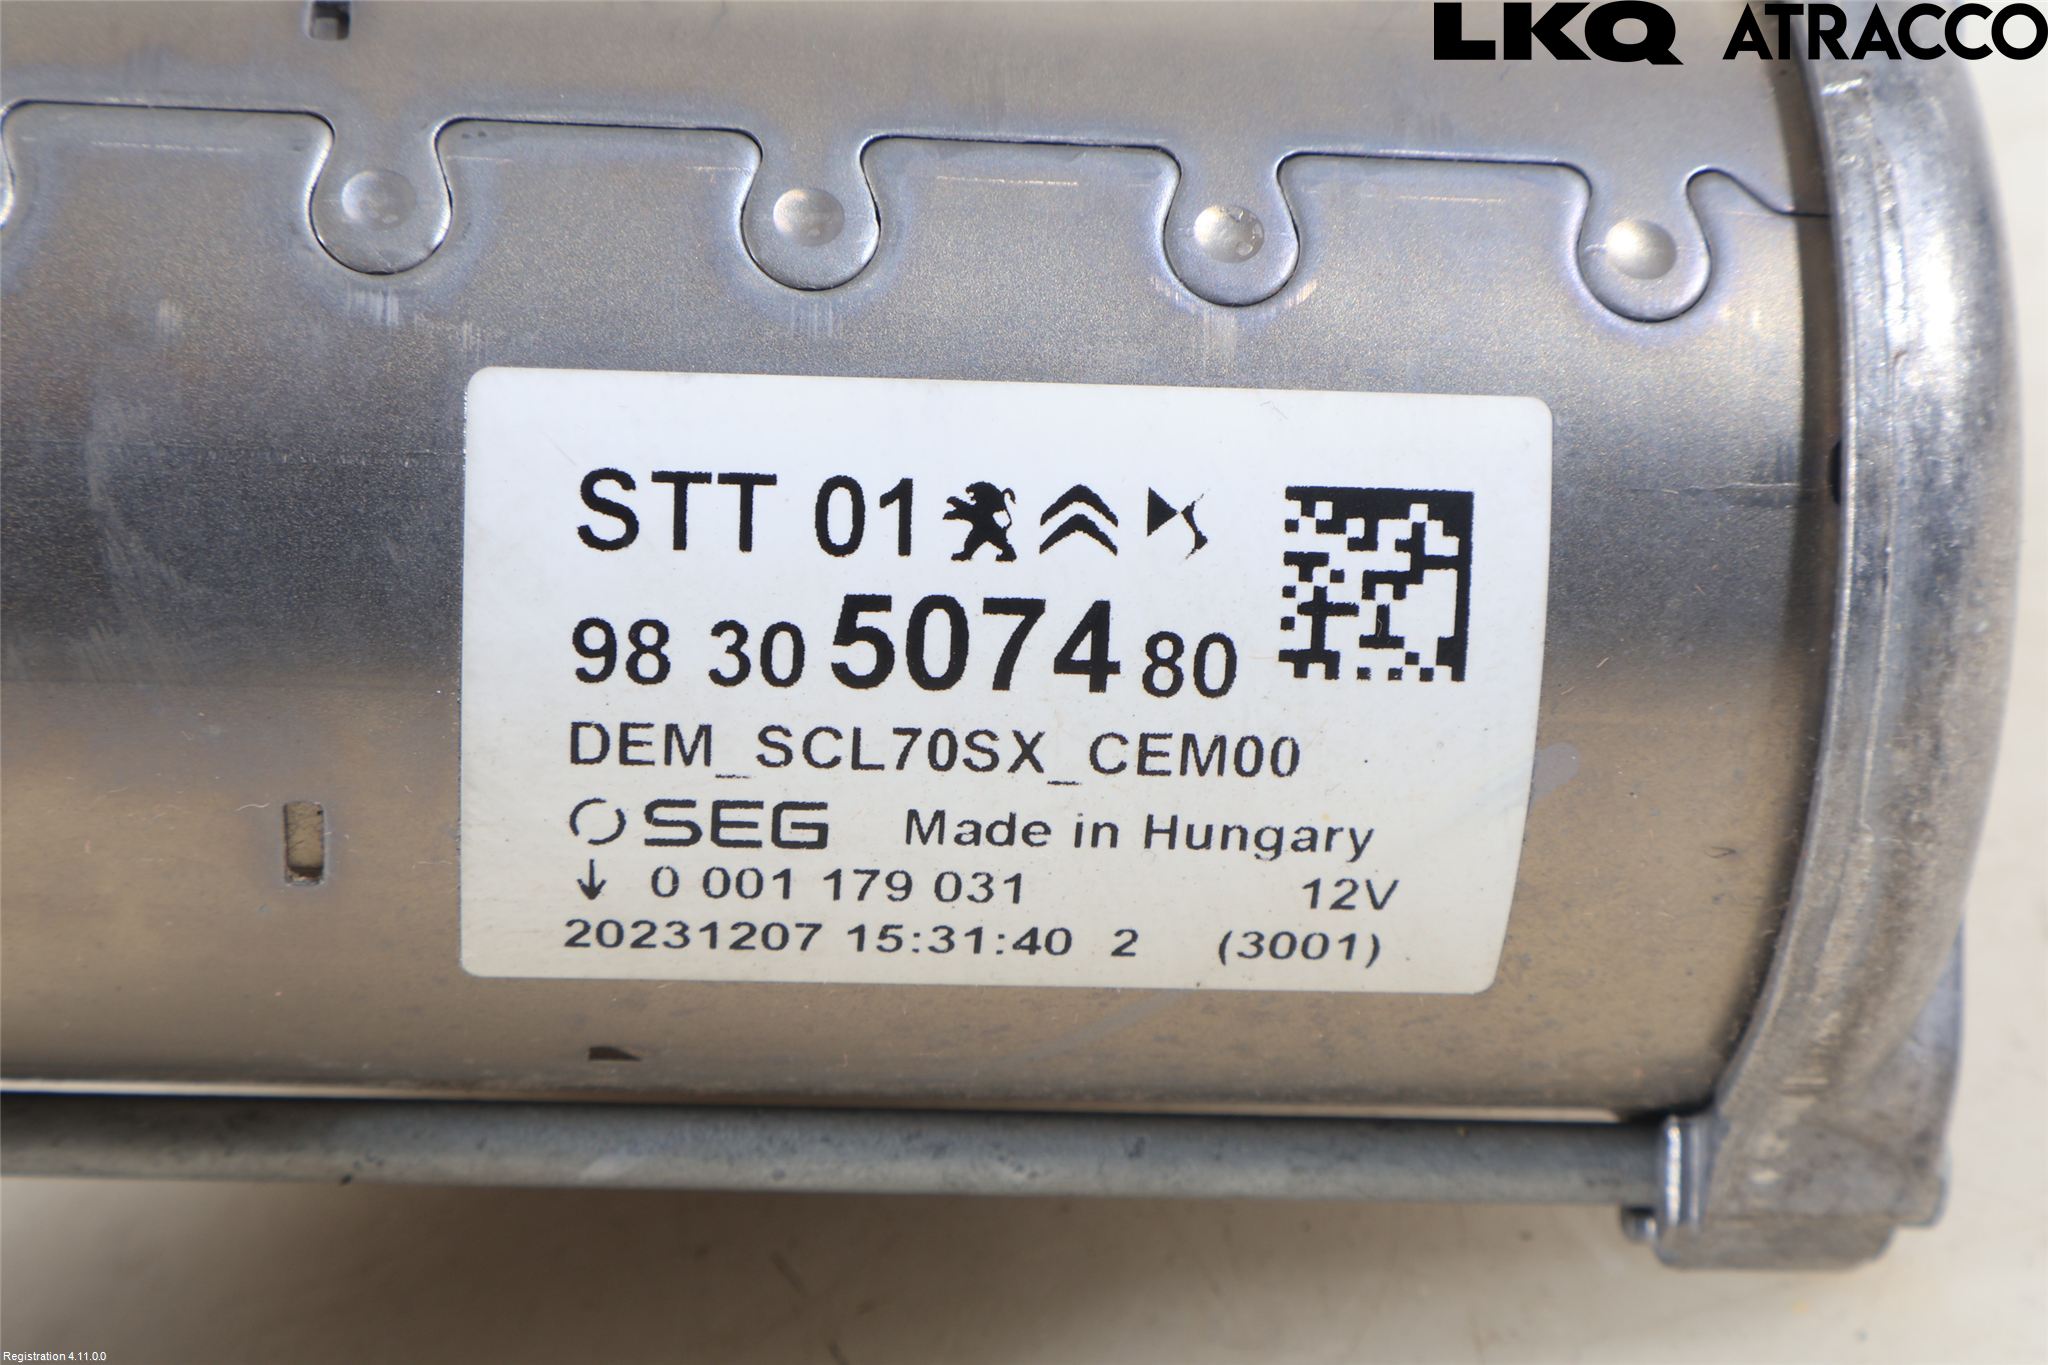 LKQ ATRACCO
STT 01
98 30 5074 80
DEM_SCL70SX_CEM00
SEG Made in Hungary
↓ 0 001 179 031 12V
20231207 15:31:40 2 (3001)
Registration 4.11.0.0